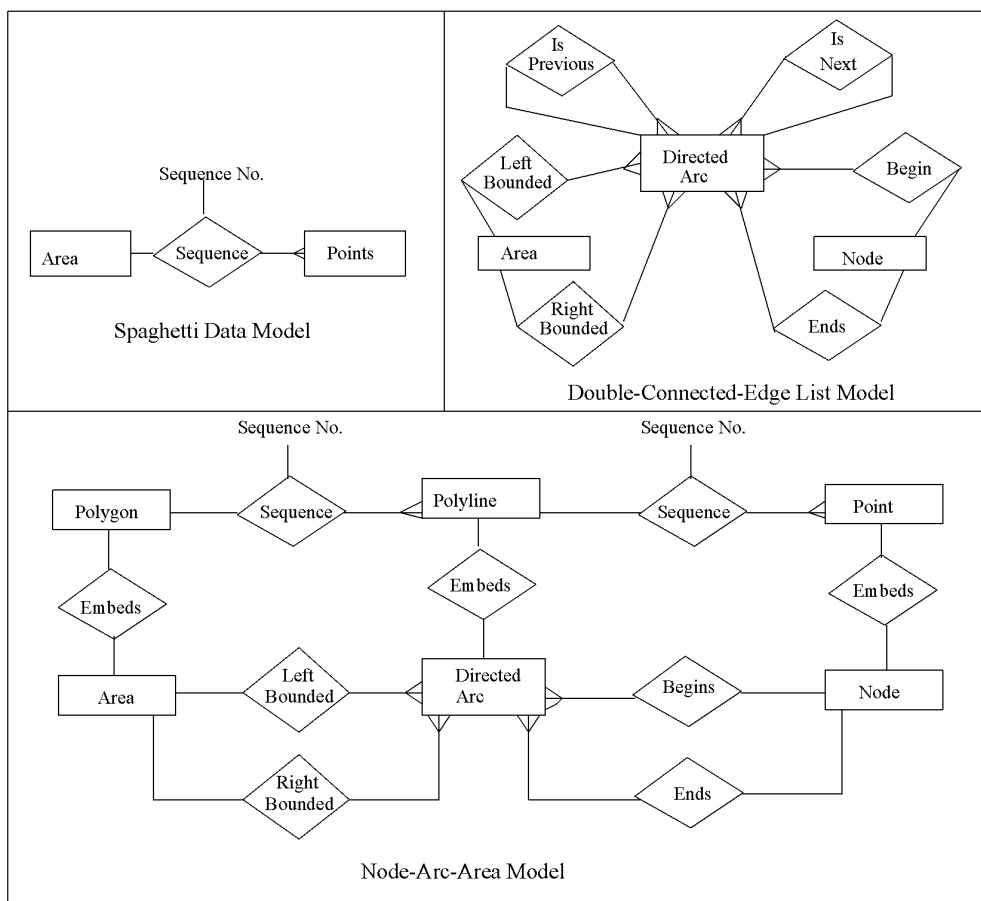 Sequence No.
Area
Sequence
Points
Spaghetti Data Model
Is
Previous
Is
Next
Left
Bounded
Directed
Arc
Begin
Area
Node
Right
Bounded
Ends
Double-Connected-Edge List Model
Sequence No.
Sequence No.
Polygon
Sequence
Polyline
Sequence
Point
Embeds
Embeds
Embeds
Area
Left
Bounded
Directed
Arc
Begins
Node
Right
Bounded
Ends
Node-Arc-Area Model